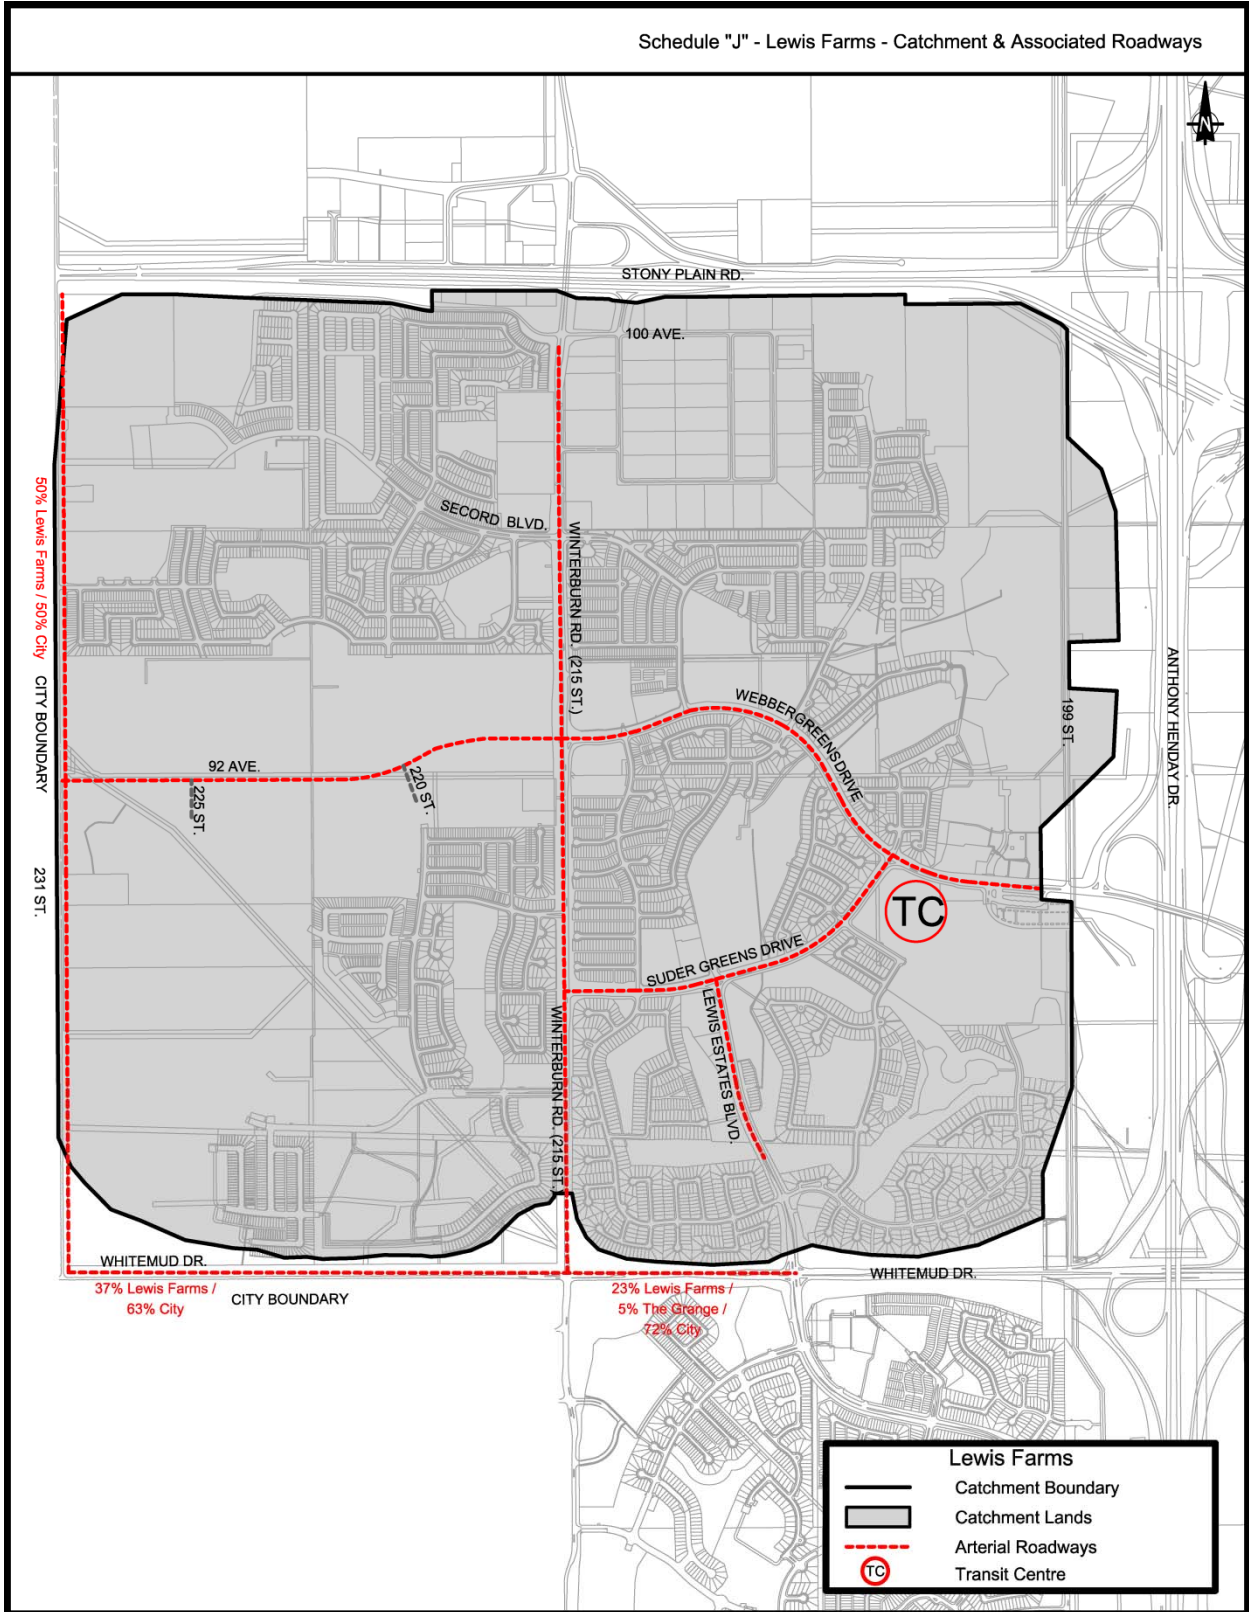 Schedule "J" - Lewis Farms - Catchment & Associated Roadways
N
STONY PLAIN RD.
100 AVE.
SECORD BLVD.
WINTERBURN RD. (215 ST.)
50% Lewis Farms / 50% City
CITY BOUNDARY
231 ST.
WEBBERGREENSDRIVE
199 ST.
ANTHONY HENDAY DR.
92 AVE.
220 ST.
225 ST.
TC
SUDER GREENS DRIVE
LEWIS ESTATES BLVD.
WINTERBURN RD. (215 ST.)
WHITEMUD DR.
WHITEMUD DR.
37% Lewis Farms /
63% City
CITY BOUNDARY
23% Lewis Farms /
5% The Grange /
72% City
Lewis Farms
Catchment Boundary
Catchment Lands
Arterial Roadways
TC
Transit Centre